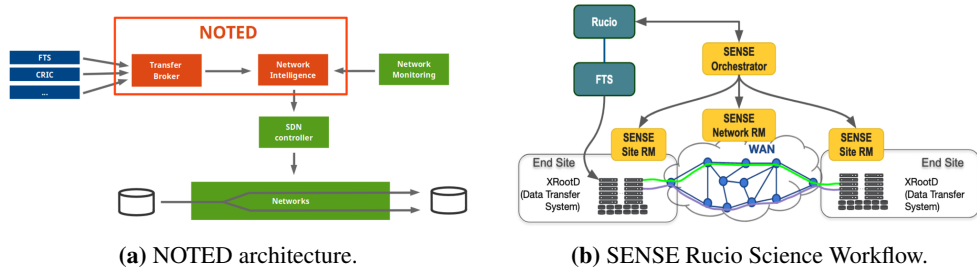 NOTED
FTS
CRIC
...
Transfer
Broker
Network
Intelligence
Network
Monitoring
SDN
controller
Networks
(a) NOTED architecture.
Rucio
FTS
SENSE
Orchestrator
SENSE
Site RM
SENSE
Network RM
SENSE
Site RM
WAN
End Site
XRootD
(Data Transfer
System)
End Site
XRootD
(Data Transfer
System)
(b) SENSE Rucio Science Workflow.